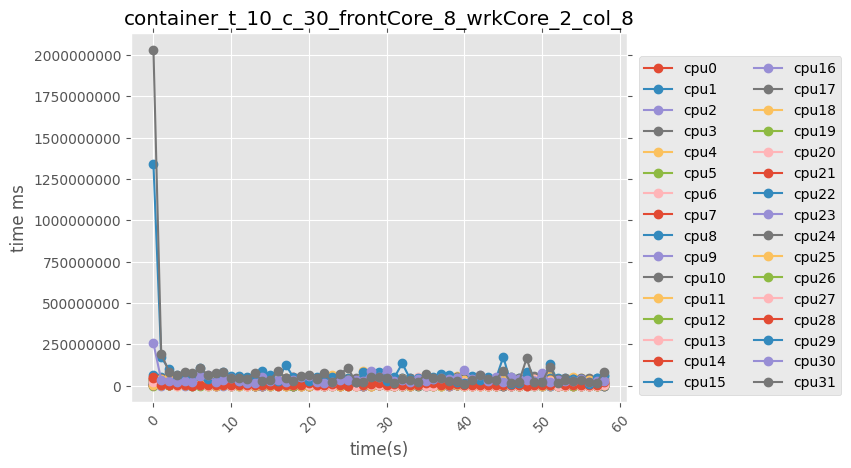 container_t_10_c_30_frontCore_8_wrkCore_2_col_8
2000000000
1750000000
1500000000
1250000000
1000000000
750000000
500000000
250000000
0
time ms
0 10 20 30 40 50 60
time(s)
cpu0 cpu16
cpu1 cpu17
cpu2 cpu18
cpu3 cpu19
cpu4 cpu20
cpu5 cpu21
cpu6 cpu22
cpu7 cpu23
cpu8 cpu24
cpu9 cpu25
cpu10 cpu26
cpu11 cpu27
cpu12 cpu28
cpu13 cpu29
cpu14 cpu30
cpu15 cpu31